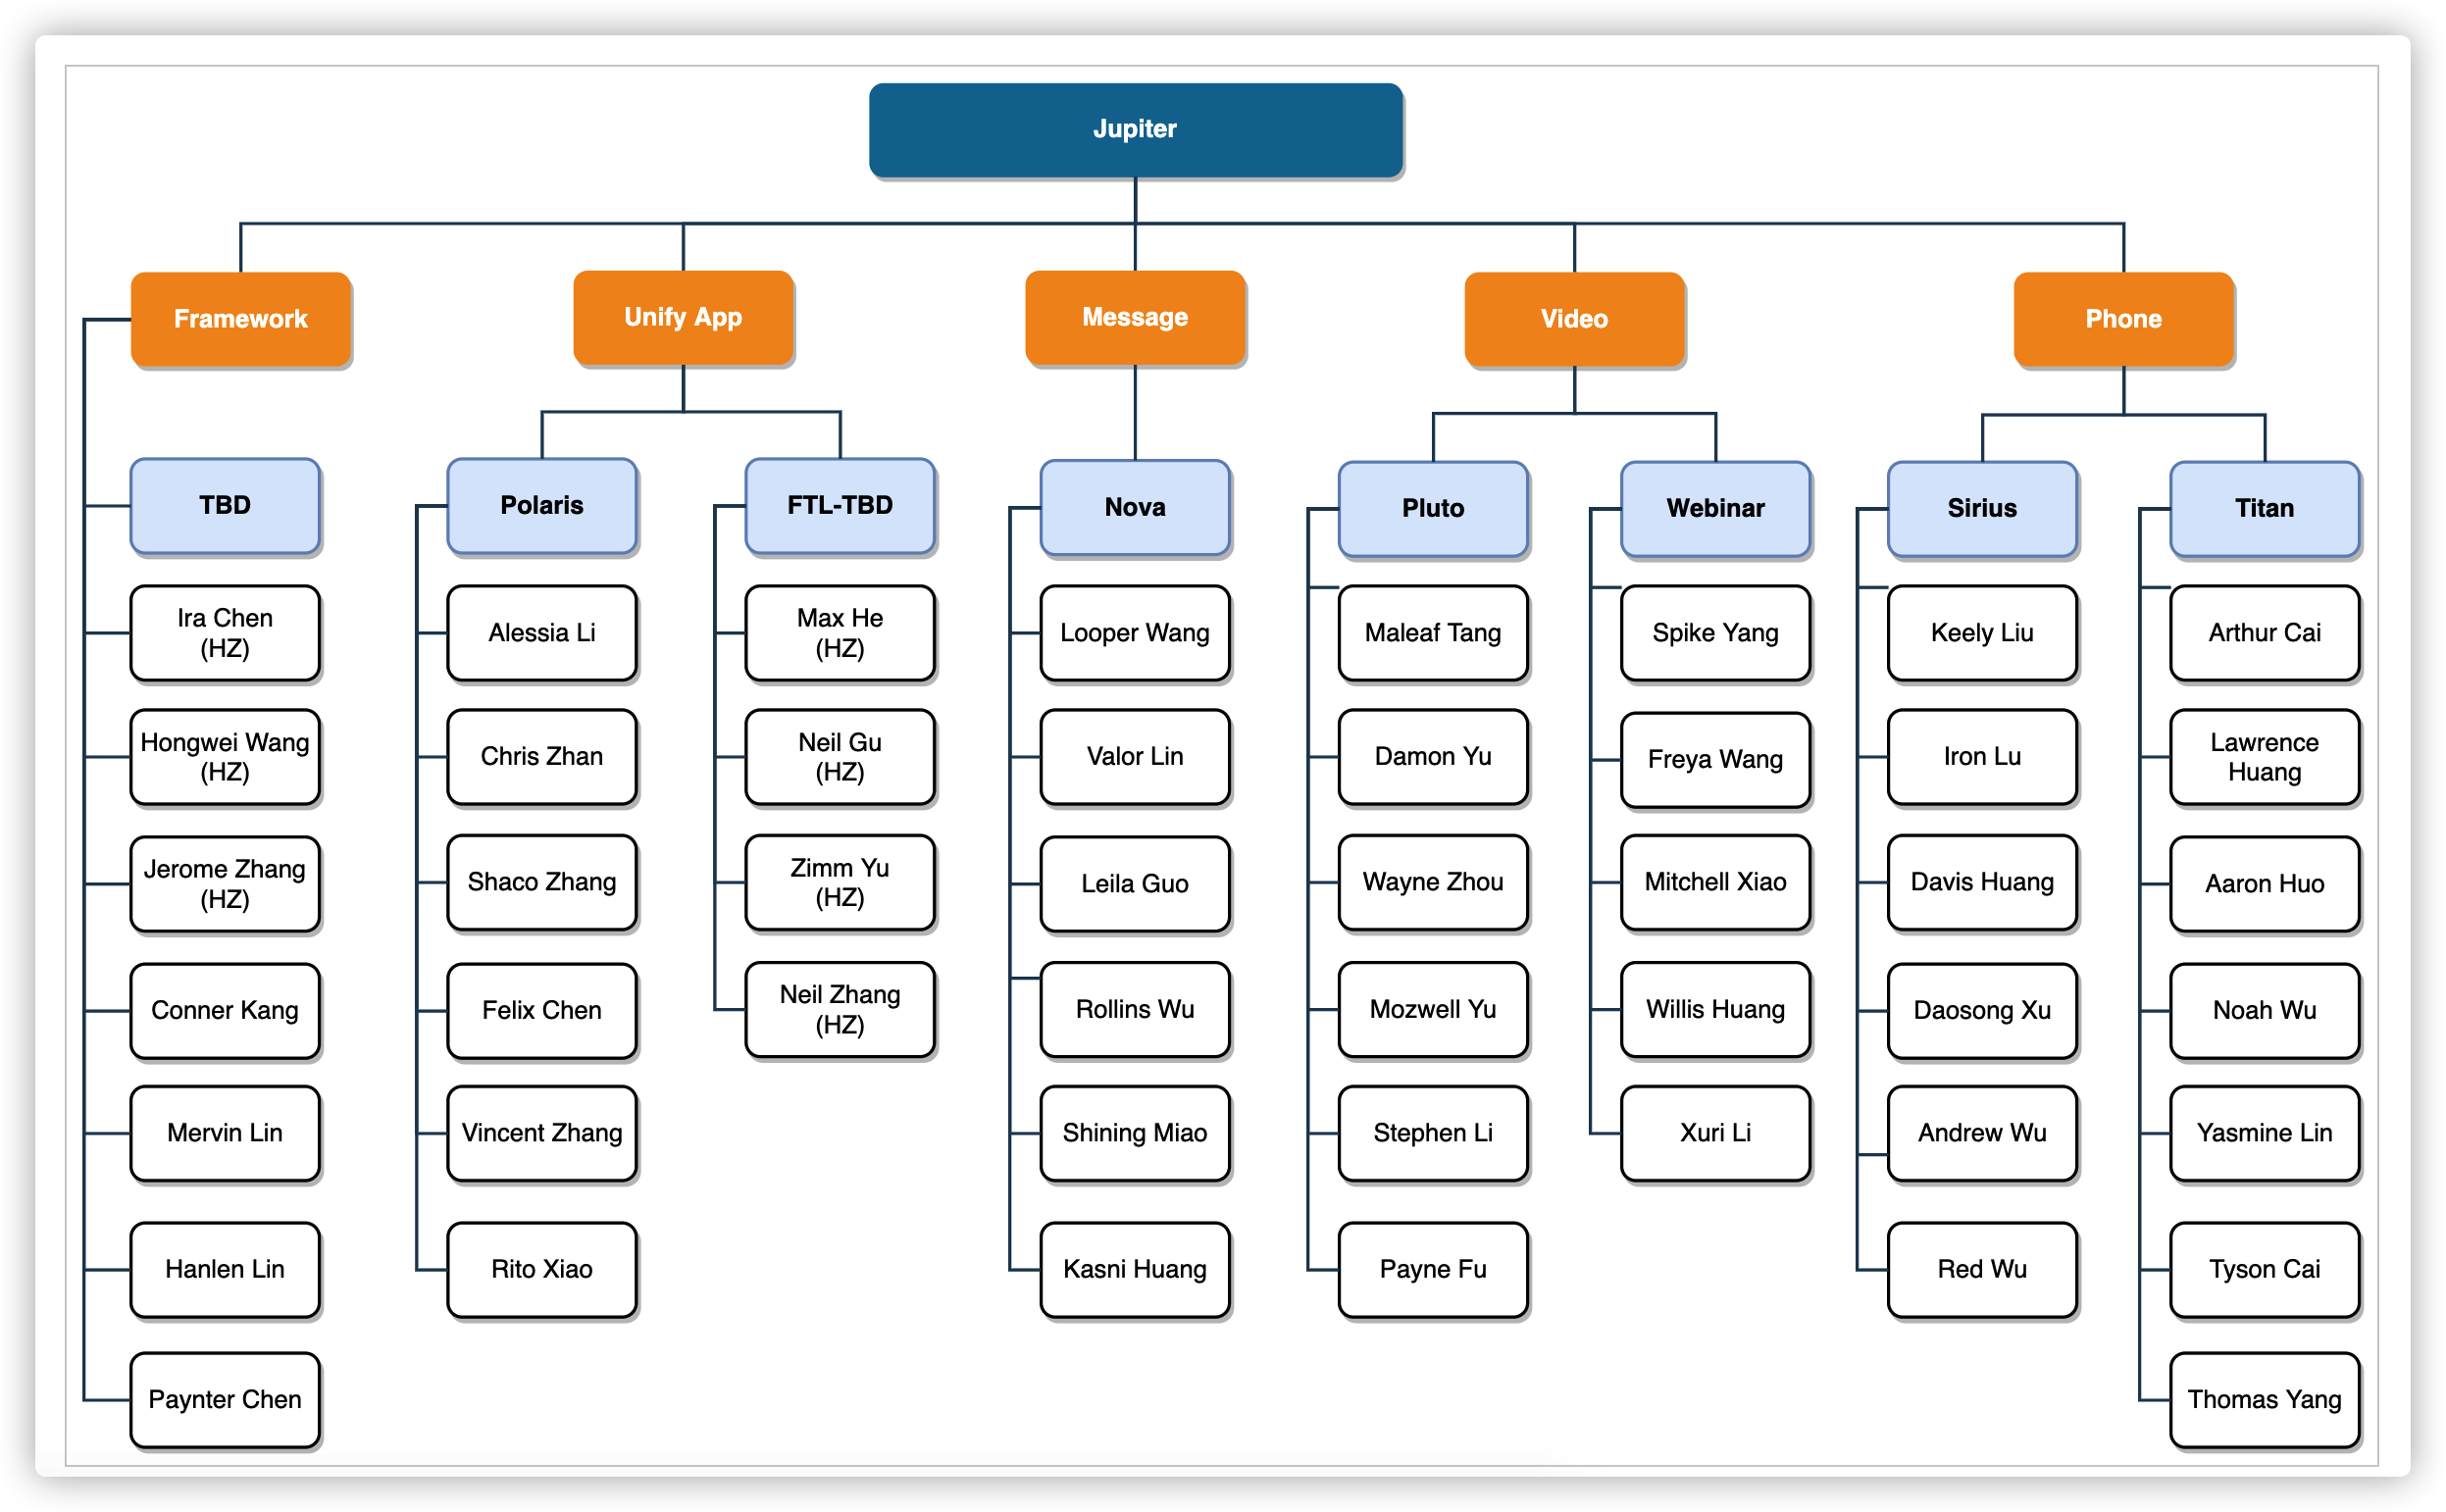 Jupiter
Framework
Unify App
Message
Video
Phone
TBD
Polaris
FTL-TBD
Nova
Pluto
Webinar
Sirius
Titan
Ira Chen
(HZ)
Alessia Li
Max He
(HZ)
Looper Wang
Maleaf Tang
Spike Yang
Keely Liu
Arthur Cai
Hongwei Wang
(HZ)
Chris Zhan
Neil Gu
(HZ)
Valor Lin
Damon Yu
Freya Wang
Iron Lu
Lawrence
Huang
Jerome Zhang
(HZ)
Shaco Zhang
Zimm Yu
(HZ)
Leila Guo
Wayne Zhou
Mitchell Xiao
Davis Huang
Aaron Huo
Conner Kang
Felix Chen
Neil Zhang
(HZ)
Rollins Wu
Mozwell Yu
Willis Huang
Daosong Xu
Noah Wu
Mervin Lin
Vincent Zhang
Shining Miao
Stephen Li
Xuri Li
Andrew Wu
Yasmine Lin
Hanlen Lin
Rito Xiao
Kasni Huang
Payne Fu
Red Wu
Tyson Cai
Paynter Chen
Thomas Yang